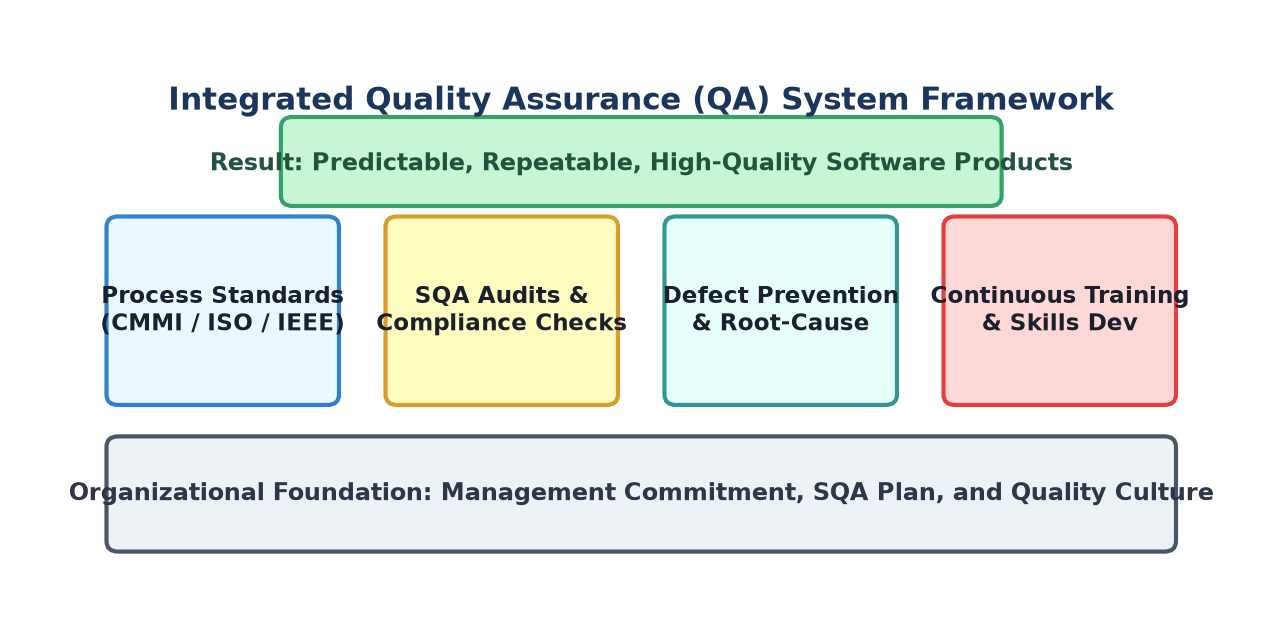 Integrated Quality Assurance (QA) System Framework
Result: Predictable, Repeatable, High-Quality Software Products
Process Standards
(CMMI / ISO / IEEE)
SQA Audits &
Compliance Checks
Defect Prevention
& Root-Cause
Continuous Training
& Skills Dev
Organizational Foundation: Management Commitment, SQA Plan, and Quality Culture